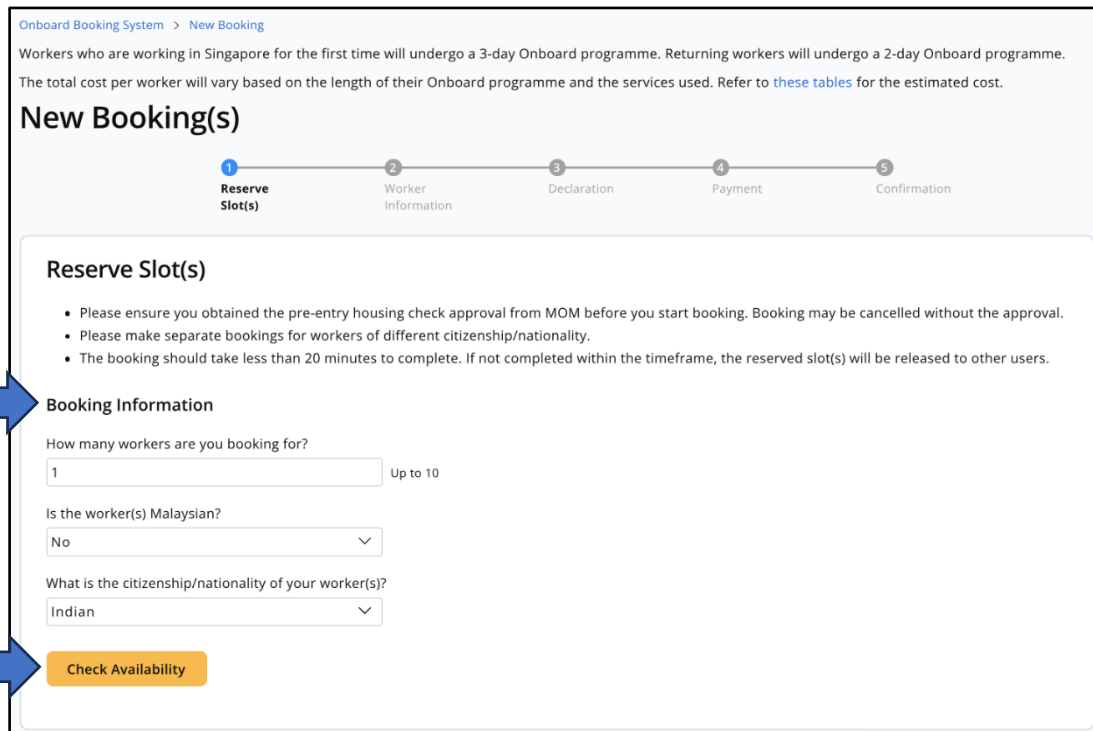 Onboard Booking System > New Booking
Workers who are working in Singapore for the first time will undergo a 3-day Onboard programme. Returning workers will undergo a 2-day Onboard programme.
The total cost per worker will vary based on the length of their Onboard programme and the services used. Refer to these tables for the estimated cost.
New Booking(s)
1 2 3 4 5
Reserve Worker Declaration Payment Confirmation
Slot(s) Information
Reserve Slot(s)
• Please ensure you obtained the pre-entry housing check approval from MOM before you start booking. Booking may be cancelled without the approval.
• Please make separate bookings for workers of different citizenship/nationality.
• The booking should take less than 20 minutes to complete. If not completed within the timeframe, the reserved slot(s) will be released to other users.
Booking Information
How many workers are you booking for?
1 Up to 10
Is the worker(s) Malaysian?
No
What is the citizenship/nationality of your worker(s)?
Indian
Check Availability